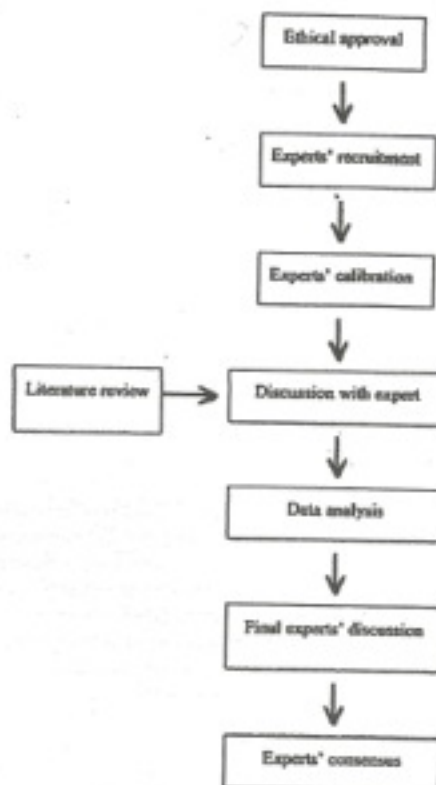 Ethical approval
Experts' recruitment
Experts' calibration
Literature review
Discussion with expert
Data analysis
Final experts' discussion
Experts' consensus